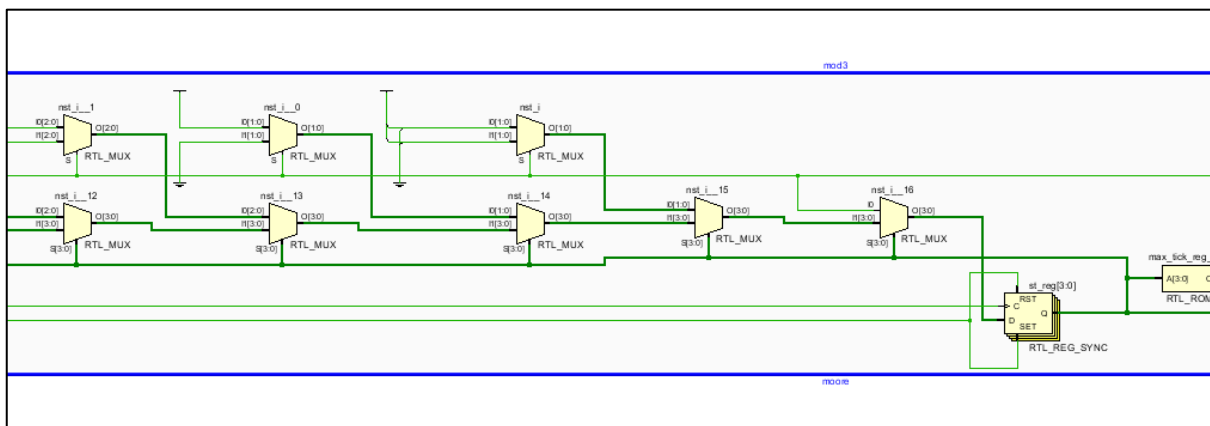 mod3
nst_i__1
I0[2:0]
I1[2:0]
O[2:0]
S
RTL_MUX
nst_i__0
I0[1:0]
I1[1:0]
O[1:0]
S
RTL_MUX
nst_i
I0[1:0]
I1[1:0]
O[1:0]
S
RTL_MUX
nst_i__12
I0[2:0]
I1[3:0]
O[3:0]
S[3:0]
RTL_MUX
nst_i__13
I0[2:0]
I1[3:0]
O[3:0]
S[3:0]
RTL_MUX
nst_i__14
I0[1:0]
I1[3:0]
O[3:0]
S[3:0]
RTL_MUX
nst_i__15
I0[1:0]
I1[3:0]
O[3:0]
S[3:0]
RTL_MUX
nst_i__16
I0
I1[3:0]
O[3:0]
S[3:0]
RTL_MUX
max_tick_reg_
A[3:0]
RTL_ROM
st_reg[3:0]
RST
C
Q
D
SET
RTL_REG_SYNC
moore